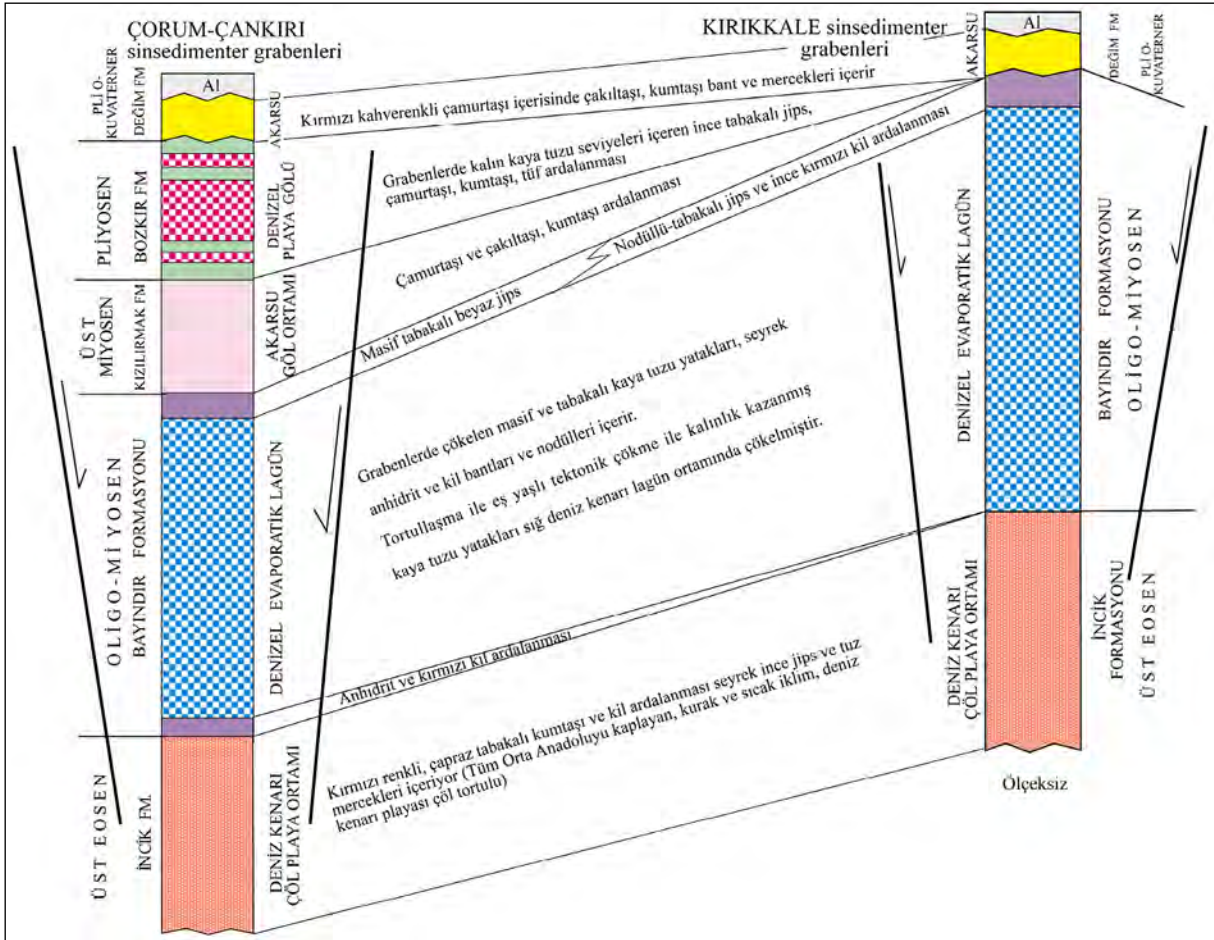 ÇORUM-ÇANKIRI
sinsedimenter grabenleri
KIRIKKALE sinsedimenter
grabenleri
PLİ O-
KUVATERNER
DEĞİM FM
Al
AKARSU
PLİYOSEN
BOZKIR FM
DENİZEL
PLAYA GÖLÜ
ÜST
MİYOSEN
KIZILIRMAK FM
AKARSU
GÖL ORTAMI
OLİGO-Mİ YOSEN
BAYINDIR FORMASYONU
DENİZEL EVAPORATİK LAGÜN
ÜST EOSEN
İNCİK FM.
DENİZ KENARI
ÇÖL PLAYA ORTAMI
Kırmızı kahverenkli çamurtaşı içerisinde çakıltaşı, kumtaşı bant ve mercekleri içerir
Grabenlerde kalın kaya tuzu seviyeleri içeren ince tabakalı jips,
çamurtaşı, kumtaşı, tüf ardalanması
Çamurtaşı ve çakıltaşı, kumtaşı ardalanması
Masif tabakalı beyaz jips
Nodüllü-tabakalı jips ve ince kırmızı kil ardalanması
Grabenlerde çökelen masif ve tabakalı kaya tuzu yatakları, seyrek
anhidrit ve kil bantları ve nodülleri içerir.
Tortullaşma ile eş yaşlı tektonik çökme ile kalınlık kazanmış
kaya tuzu yatakları sığ deniz kenarı lagün ortamında çökelmiştir.
Anhidrit ve kırmızı kil ardalanması
Kırmızı renkli, çapraz tabakalı kumtaşı ve kil ardalanması seyrek ince jips ve tuz
mercekleri içeriyor (Tüm Orta Anadoluyu kaplayan, kurak ve sıcak iklim, deniz
kenarı playası çöl tortulu)
AKARSU
Al
DEĞİM FM
PLİ O-
KUVATERNER
DENİZEL EVAPORATİK LAGÜN
BAYINDIR FORMASYONU
OLİGO-MİYOSEN
DENİZ KENARI
ÇÖL PLAYA ORTAMI
İNCİK
FORMASYONU
ÜST EOSEN
Ölçeksiz